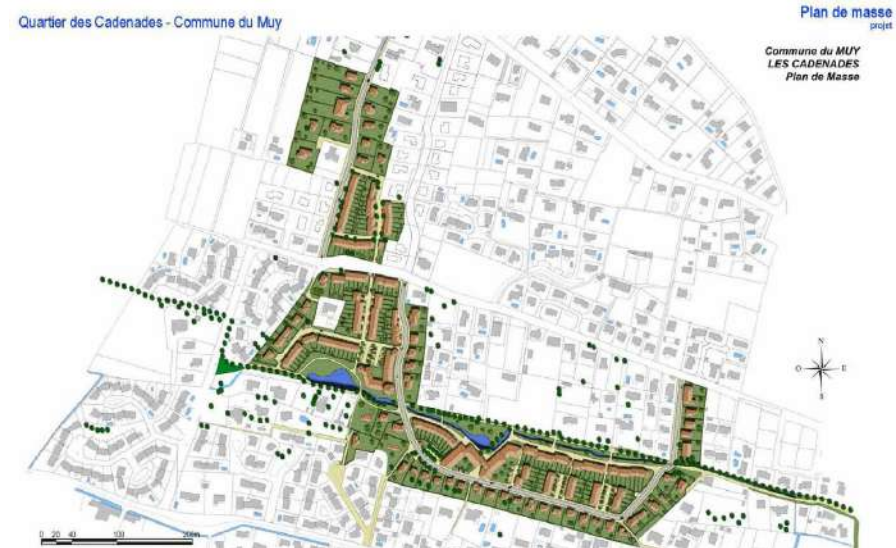 Quartier des Cadenades - Commune du Muy
Plan de masse
projet
Commune du MUY
LES CADENADES
Plan de Masse
N
O E
S
0 20 40 100 200m